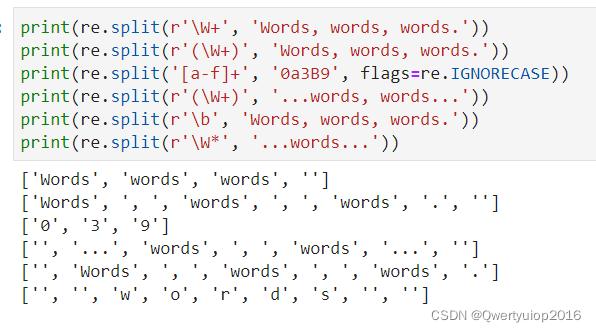 print(re.split(r'\W+', 'Words, words, words.'))
print(re.split(r'(\W+)', 'Words, words, words.'))
print(re.split('[a-f]+', '0a3B9', flags=re.IGNORECASE))
print(re.split(r'(\W+)', '...words, words...'))
print(re.split(r'\b', 'Words, words, words.'))
print(re.split(r'\W*', '...words...'))
['Words', 'words', 'words', '']
['Words', ', ', 'words', ', ', 'words', '.', '']
['0', '3', '9']
['', '...', 'words', ', ', 'words', '...', '']
['', 'Words', ', ', 'words', ', ', 'words', '.']
['', '', 'w', 'o', 'r', 'd', 's', '', '']
CSDN @Qwertyuiop2016